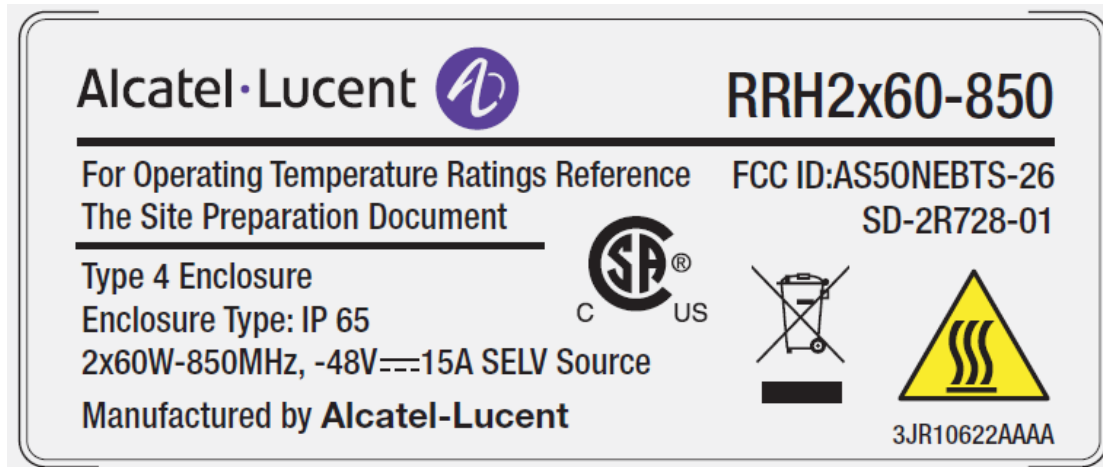 Alcatel·Lucent
RRH2x60-850
For Operating Temperature Ratings Reference
The Site Preparation Document
FCC ID:AS5ONEBTS-26
SD-2R728-01
Type 4 Enclosure
Enclosure Type: IP 65
2x60W-850MHz, -48V⎓15A SELV Source
Manufactured by Alcatel-Lucent
SA®
C US
3JR10622AAAA